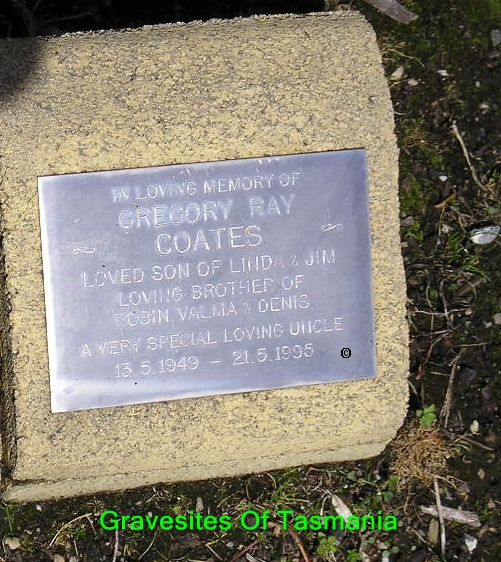 IN LOVING MEMORY OF
GREGORY RAY
COATES
LOVED SON OF LINDA & JIM
LOVING BROTHER OF
ROBIN, VALMA & DENIS
A VERY SPECIAL LOVING UNCLE
13.5.1949 - 21.5.1995 ©
Gravesites Of Tasmania